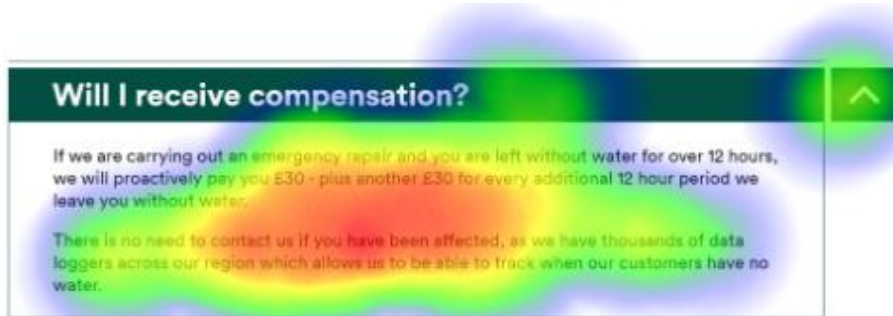 Will I receive compensation?
If we are carrying out an emergency repair and you are left without water for over 12 hours,
we will proactively pay you £30 - plus another £30 for every additional 12 hour period we
leave you without water.
There is no need to contact us if you have been affected, as we have thousands of data
loggers across our region which allows us to be able to track when our customers have no
water.